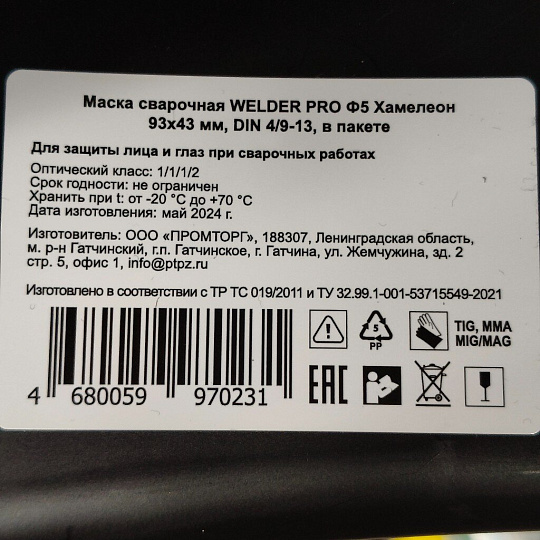 Маска сварочная WELDER PRO Ф5 Хамелеон
93х43 мм, DIN 4/9-13, в пакете
Для защиты лица и глаз при сварочных работах
Оптический класс: 1/1/1/2
Срок годности: не ограничен
Хранить при t: от -20 °C до +70 °C
Дата изготовления: май 2024 г.
Изготовитель: ООО «ПРОМТОРГ», 188307, Ленинградская область,
м. р-н Гатчинский, г.п. Гатчинское, г. Гатчина, ул. Жемчужина, зд. 2
стр. 5, офис 1, info@ptpz.ru
Изготовлено в соответствии с ТР ТС 019/2011 и ТУ 32.99.1-001-53715549-2021
5
PP
TIG, MMA
MIG/MAG
EAC
4 680059 970231